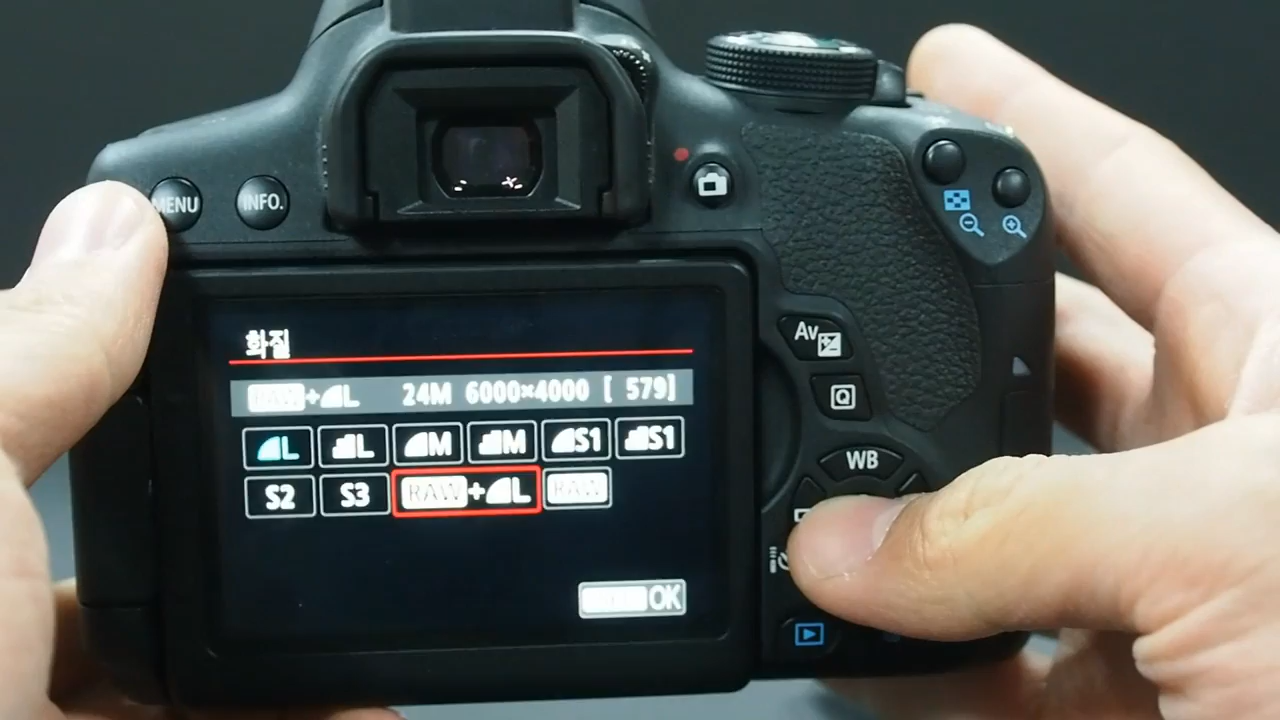 MENU INFO.
Av
Q
WB
화질
RAW+L 24M 6000×4000 [ 579]
L L M M S1 S1
S2 S3 RAW+L RAW
OK